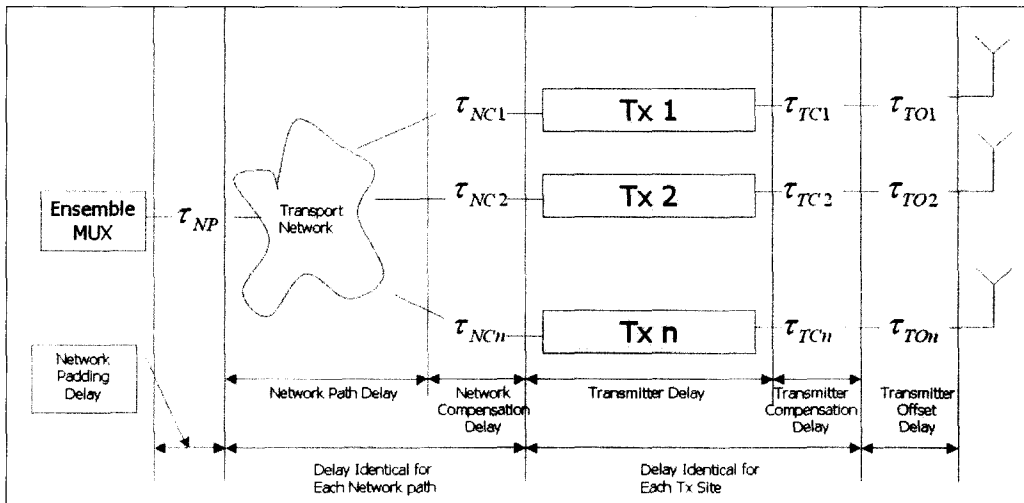 τNC1
Tx 1
τTC1
τTO1
Ensemble
MUX
τNP
Transport
Network
τNC2
Tx 2
τTC2
τTO2
τNCn
Tx n
τTCn
τTOn
Network
Padding
Delay
Network Path Delay
Network
Compensation
Delay
Transmitter Delay
Transmitter
Compensation
Delay
Transmitter
Offset
Delay
Delay Identical for
Each Network path
Delay Identical for
Each Tx Site